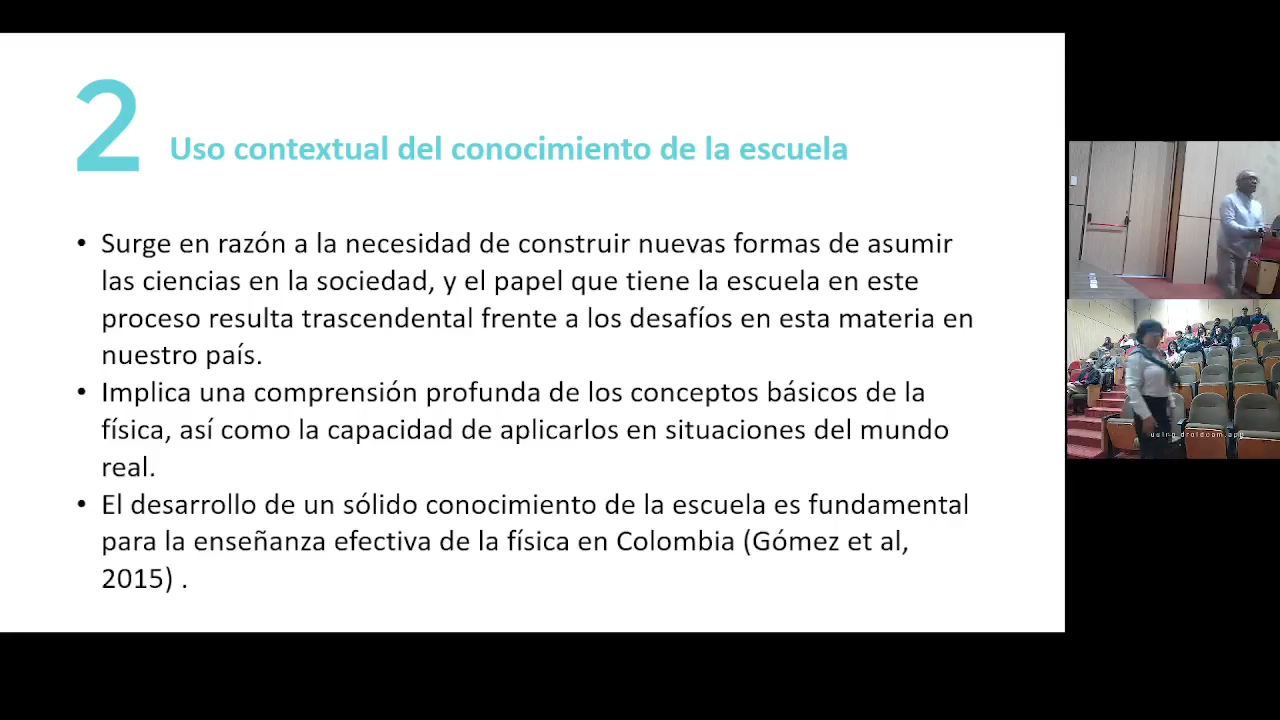 2
Uso contextual del conocimiento de la escuela
• Surge en razón a la necesidad de construir nuevas formas de asumir
las ciencias en la sociedad, y el papel que tiene la escuela en este
proceso resulta trascendental frente a los desafíos en esta materia en
nuestro país.
• Implica una comprensión profunda de los conceptos básicos de la
física, así como la capacidad de aplicarlos en situaciones del mundo
real.
• El desarrollo de un sólido conocimiento de la escuela es fundamental
para la enseñanza efectiva de la física en Colombia (Gómez et al,
2015) .
using droidcam.app